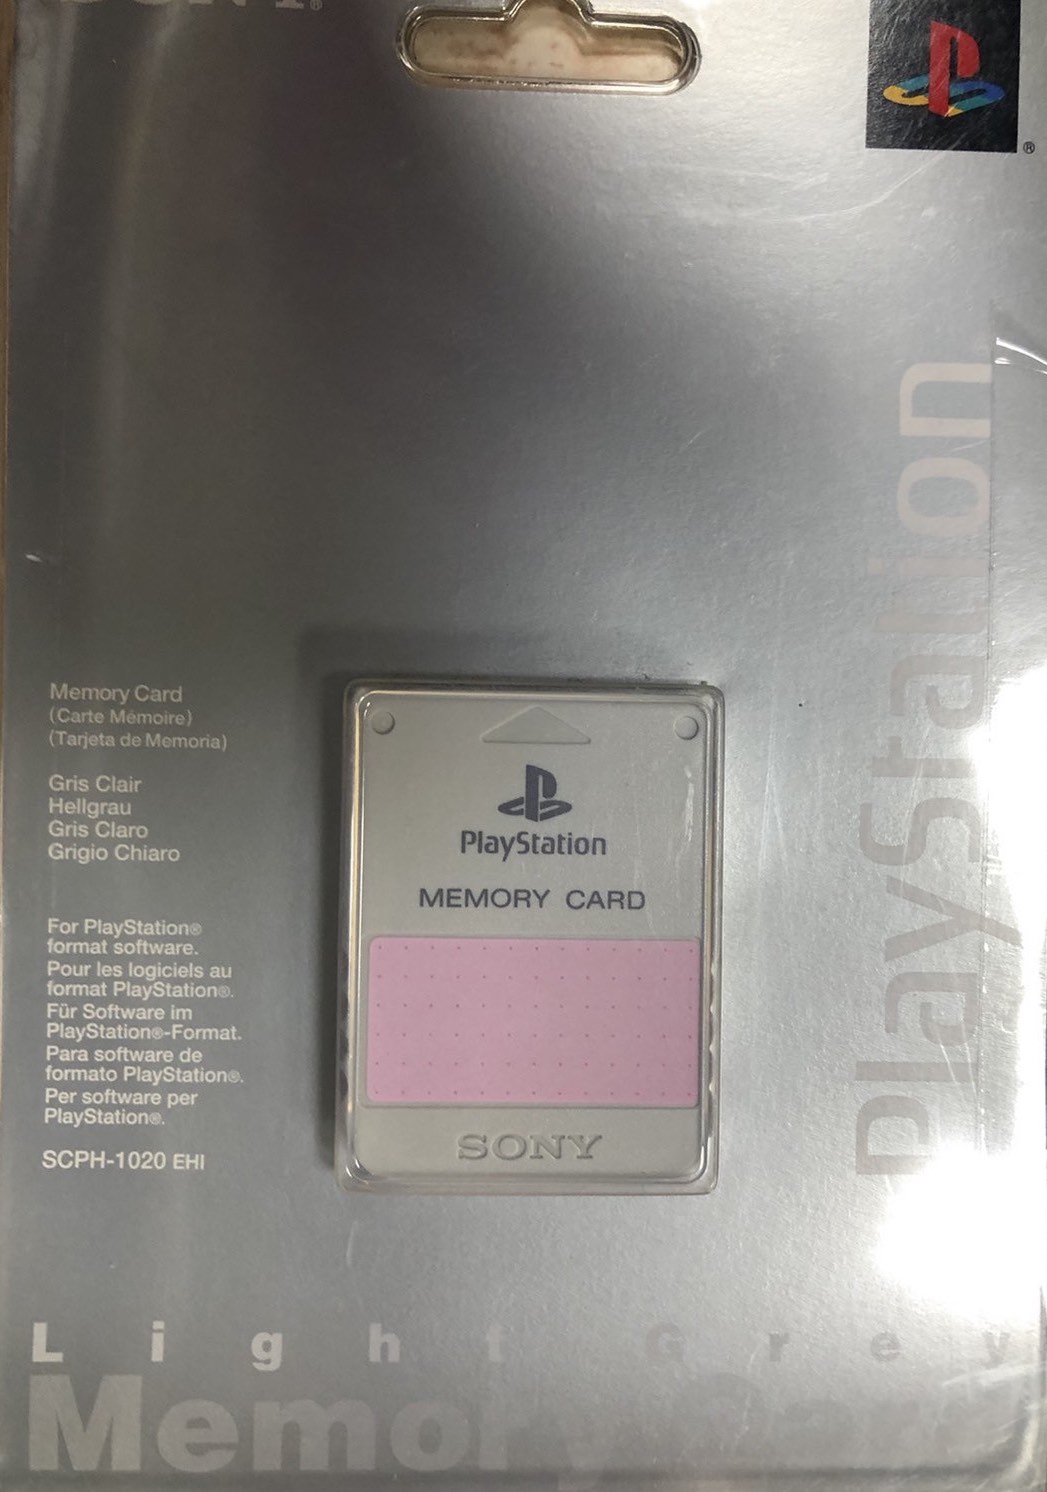 SONY®
®
Memory Card
(Carte Mémoire)
(Tarjeta de Memoria)
Gris Clair
Hellgrau
Gris Claro
Grigio Chiaro
For PlayStation®
format software.
Pour les logiciels au
format PlayStation®.
Für Software im
PlayStation®-Format.
Para software de
formato PlayStation®.
Per software per
PlayStation®.
SCPH-1020 EHI
PlayStation
MEMORY CARD
SONY
PlayStation
Light Grey
Memory Card